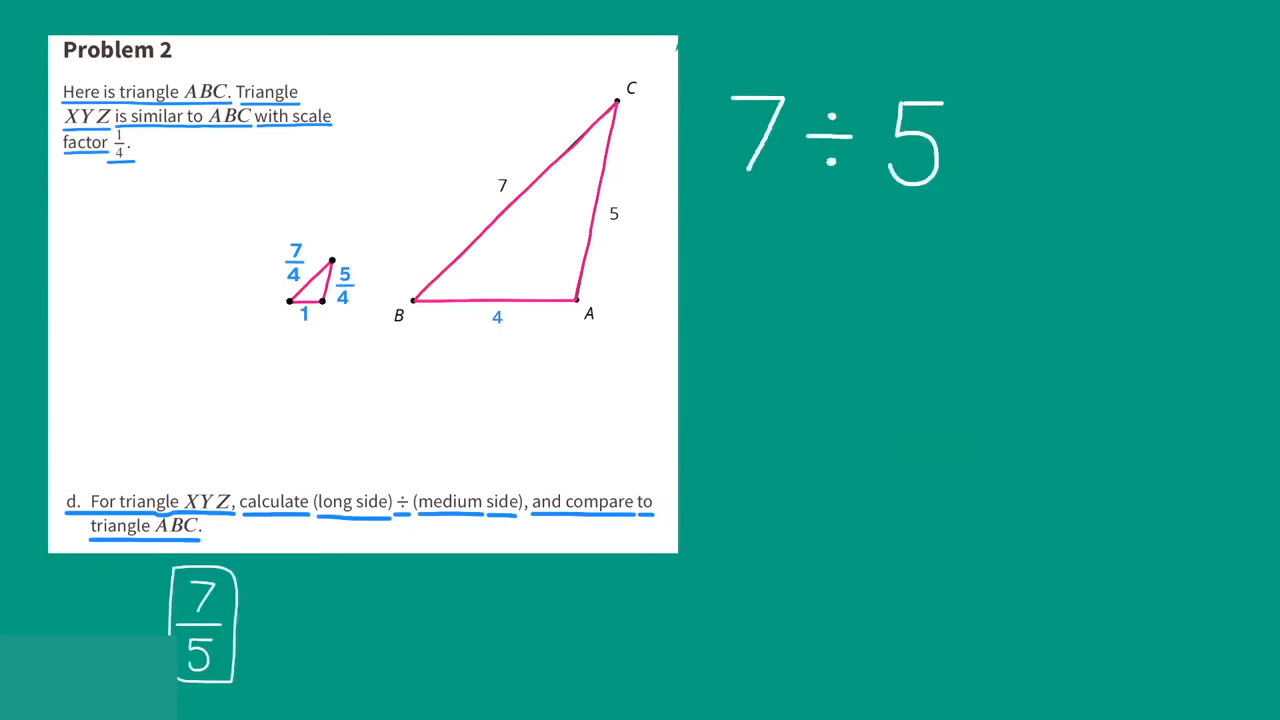 Problem 2
Here is triangle ABC. Triangle
XYZ is similar to ABC with scale
factor 1/4.
C
7
5
7/4
5/4
1
B
4
A
d. For triangle XYZ, calculate (long side) ÷ (medium side), and compare to
triangle ABC.
7 ÷ 5
7/5